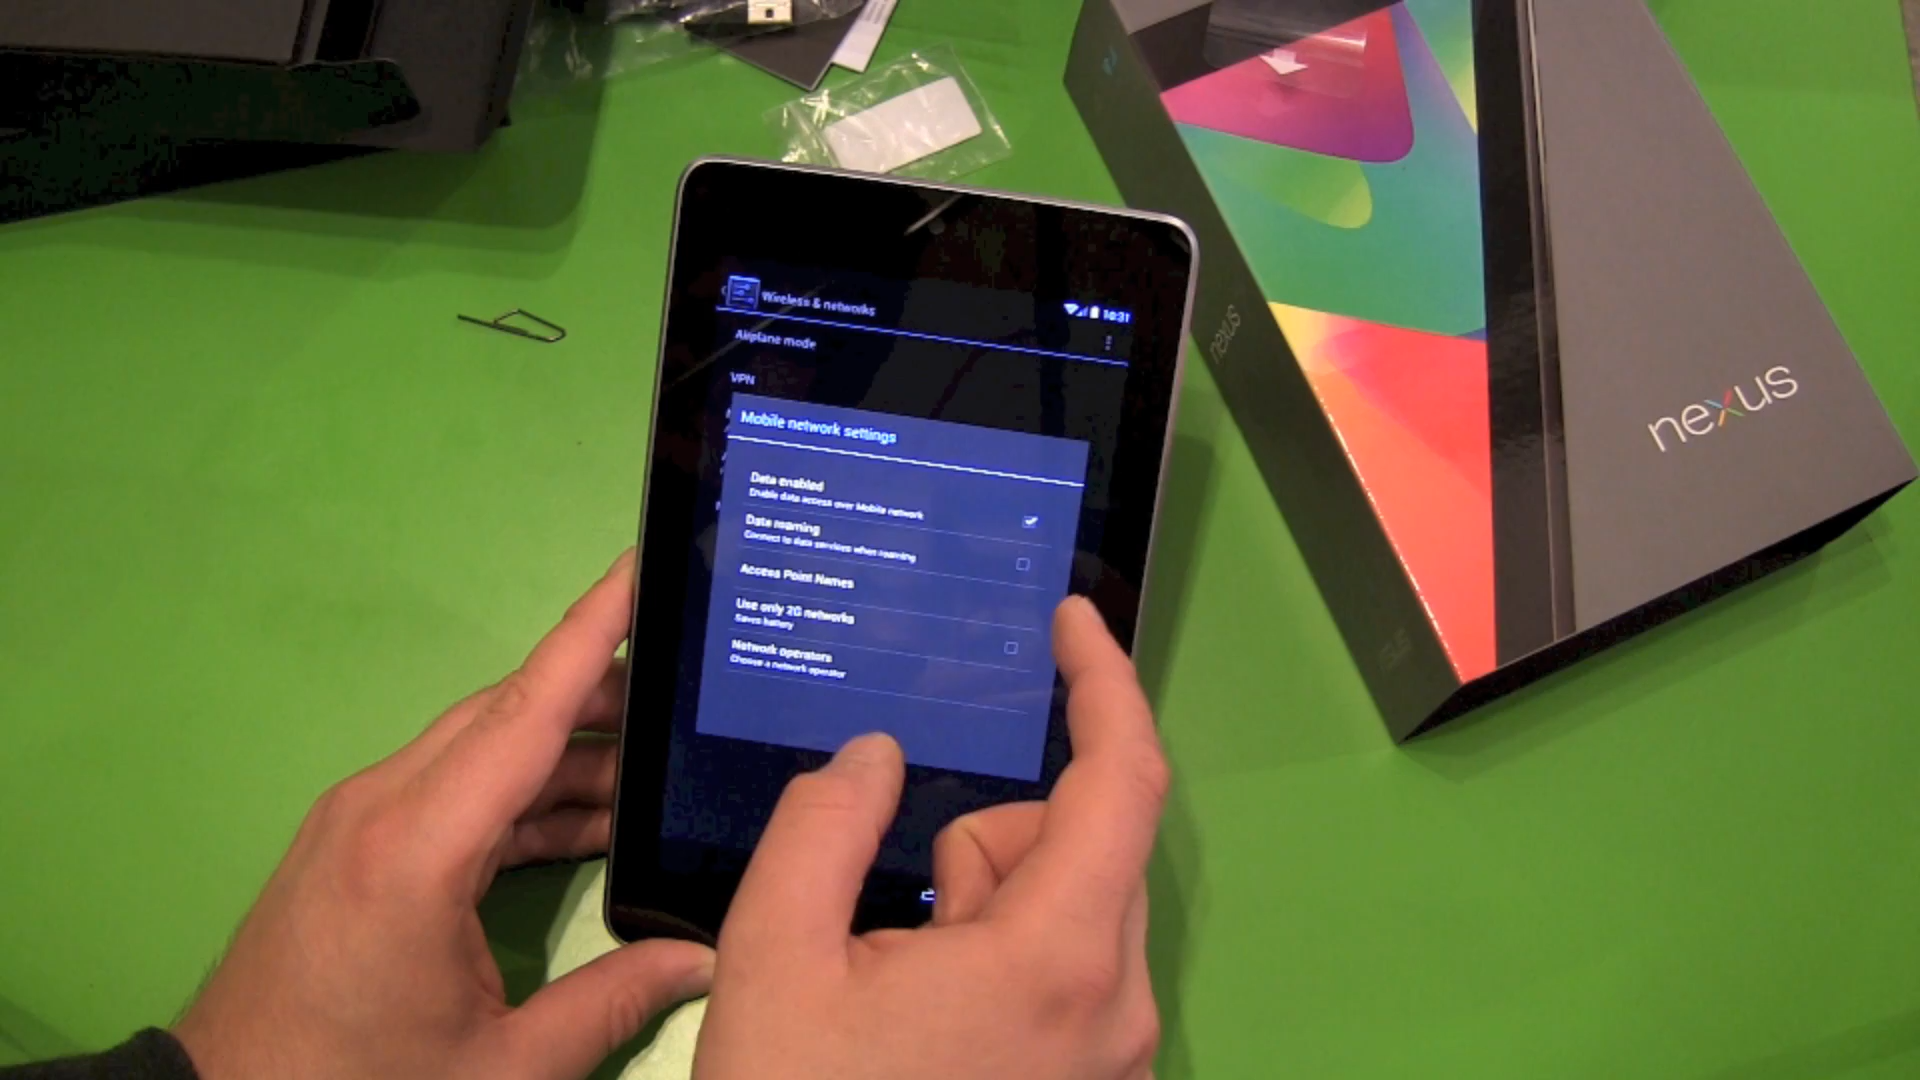 Wireless & networks
10:31
Airplane mode
VPN
Mobile network settings
Data enabled
Enable data access over Mobile network
Data roaming
Connect to data services when roaming
Access Point Names
Use only 2G networks
Saves battery
Network operators
Choose a network operator
nexus
nexus